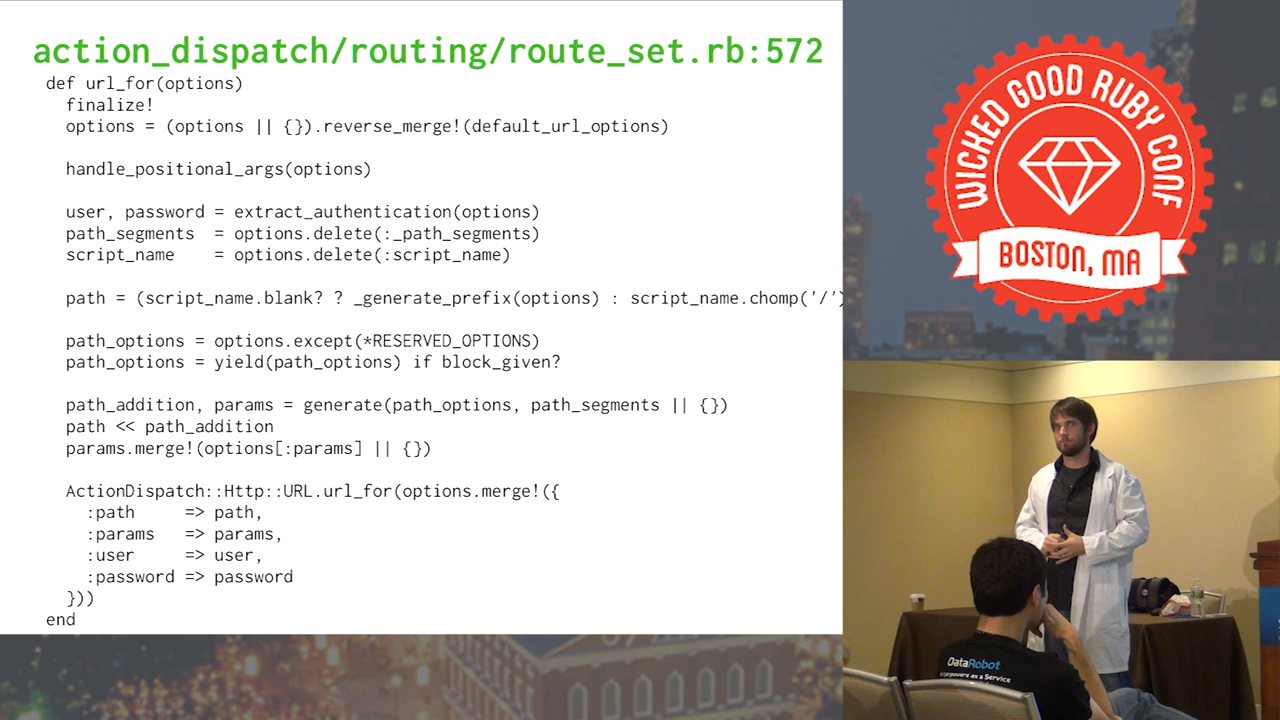 action_dispatch/routing/route_set.rb:572
def url_for(options)
  finalize!
  options = (options || {}).reverse_merge!(default_url_options)
  handle_positional_args(options)
  user, password = extract_authentication(options)
  path_segments  = options.delete(:_path_segments)
  script_name    = options.delete(:script_name)
  path = (script_name.blank? ? _generate_prefix(options) : script_name.chomp('/')
  path_options = options.except(*RESERVED_OPTIONS)
  path_options = yield(path_options) if block_given?
  path_addition, params = generate(path_options, path_segments || {})
  path << path_addition
  params.merge!(options[:params] || {})
  ActionDispatch::Http::URL.url_for(options.merge!({
    :path     => path,
    :params   => params,
    :user     => user,
    :password => password
  }))
end
WICKED GOOD RUBY CONF
BOSTON, MA
DataRobot
as a Service